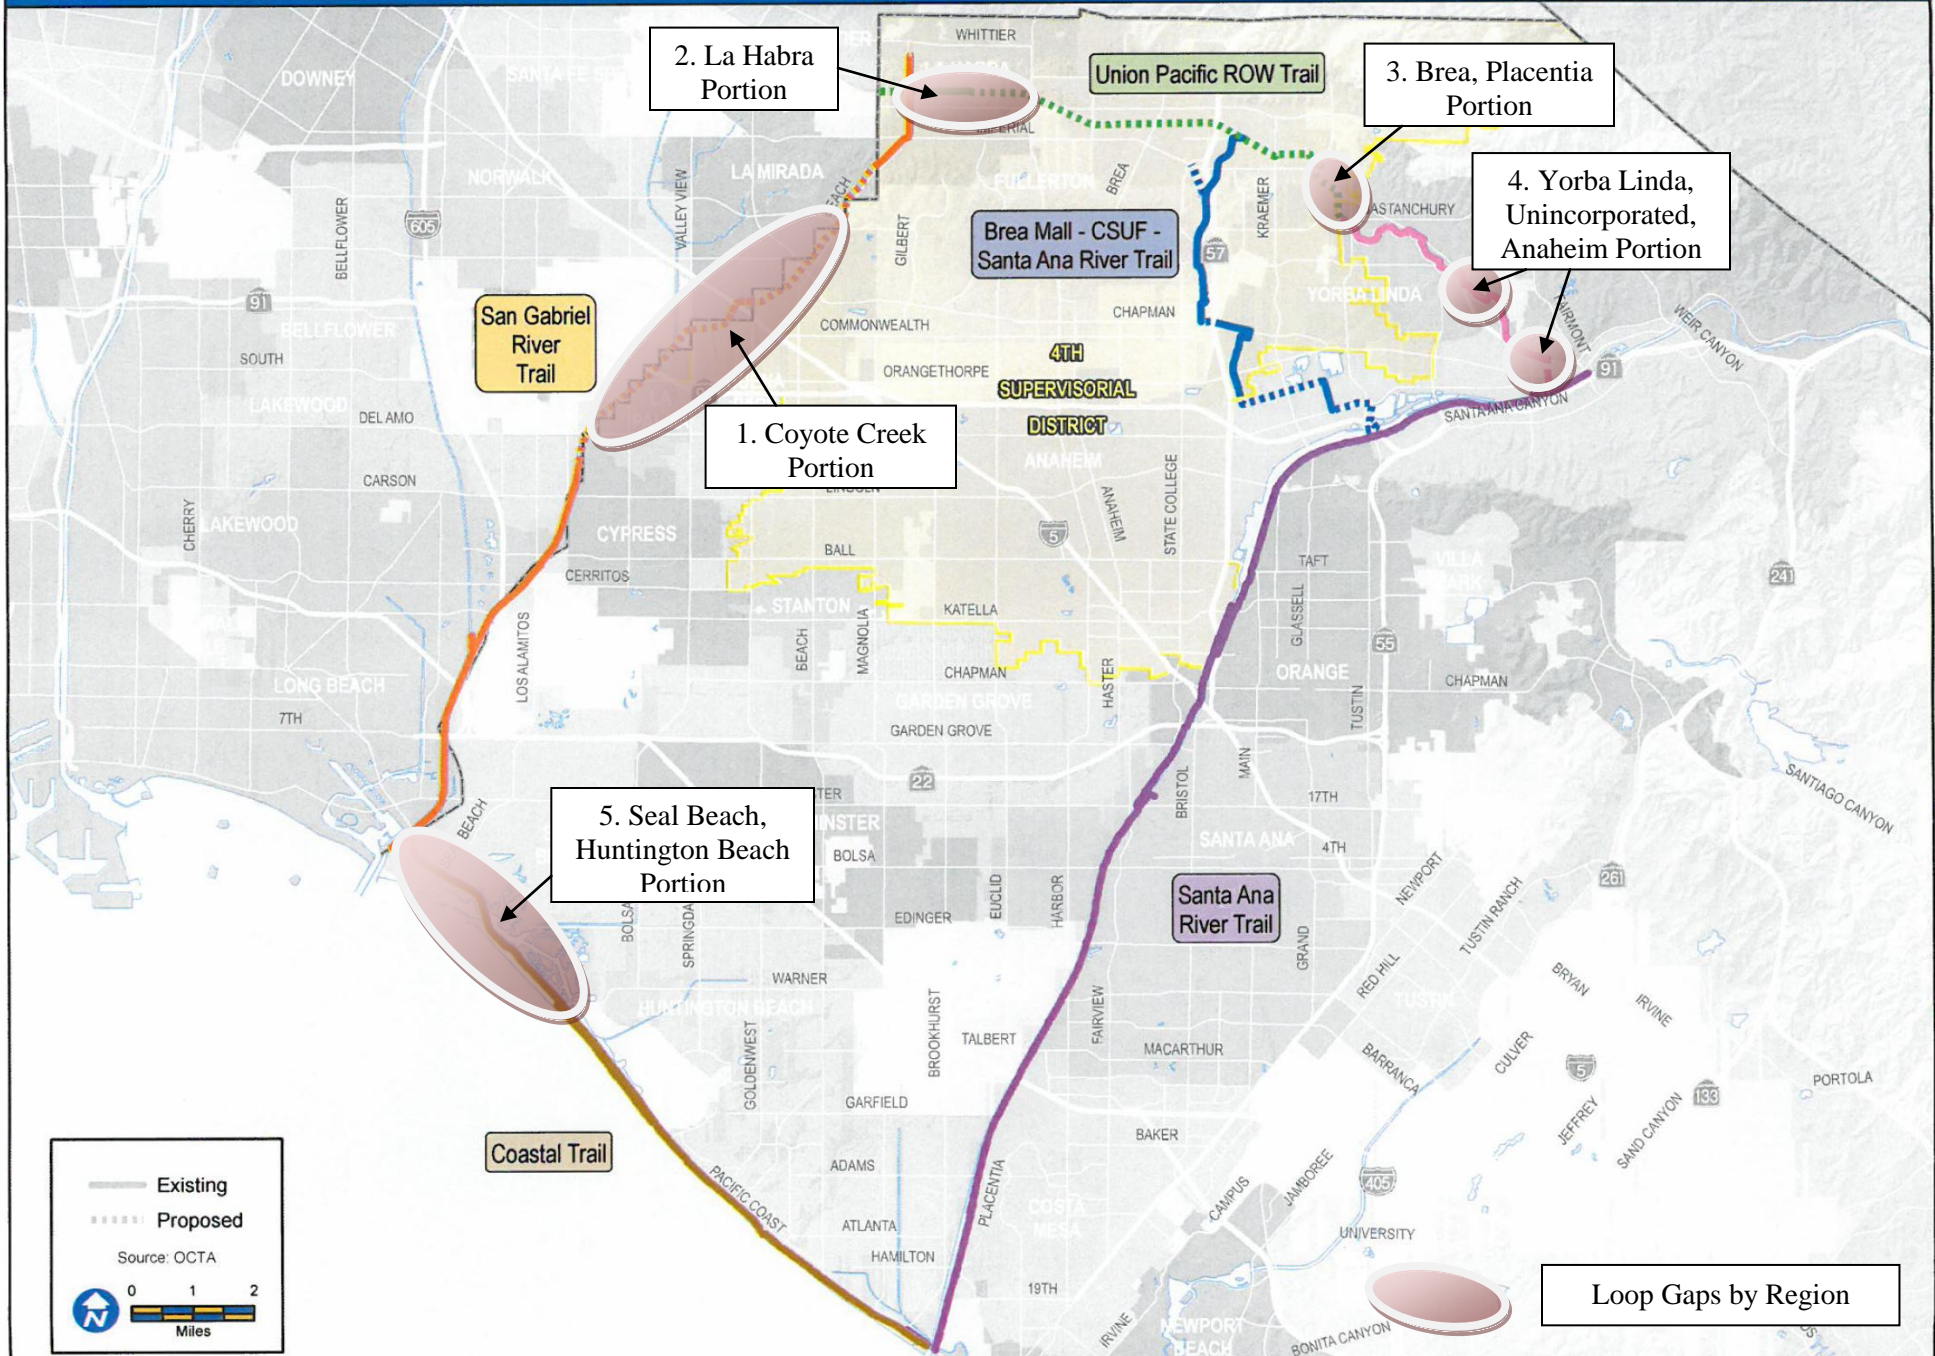 WHITTIER
2. La Habra
Portion
Union Pacific ROW Trail
3. Brea, Placentia
Portion
DOWNEY
IMPERIAL
LA MIRADA
NORWALK
FULLERTON
BREA
4. Yorba Linda,
Unincorporated,
Anaheim Portion
BELLFLOWER
605
VALLEY VIEW
GILBERT
Brea Mall - CSUF -
Santa Ana River Trail
57
KRAEMER
91
BELLFLOWER
San Gabriel
River
Trail
COMMONWEALTH
CHAPMAN
YORBA LINDA
FAIRMONT
WEIR CANYON
SOUTH
4TH
SUPERVISORIAL
DISTRICT
ORANGETHORPE
91
LAKEWOOD
DEL AMO
SANTA ANA CANYON
1. Coyote Creek
Portion
ANAHEIM
CARSON
LINCOLN
ANAHEIM
STATE COLLEGE
CHERRY
LAKEWOOD
CYPRESS
5
BALL
TAFT
VILLA
CERRITOS
241
STANTON
KATELLA
GLASSELL
LOS ALAMITOS
BEACH
MAGNOLIA
55
CHAPMAN
HASTER
ORANGE
CHAPMAN
LONG BEACH
7TH
GARDEN GROVE
GARDEN GROVE
TUSTIN
22
BRISTOL
MAIN
17TH
SANTIAGO CANYON
BEACH
5. Seal Beach,
Huntington Beach
Portion
BOLSA
SANTA ANA
4TH
NEWPORT
261
EDINGER
EUCLID
HARBOR
Santa Ana
River Trail
GRAND
TUSTIN RANCH
BOLSA
WARNER
RED HILL
BRYAN
IRVINE
HUNTINGTON BEACH
TUSTIN
GOLDENWEST
BROOKHURST
TALBERT
FAIRVIEW
MACARTHUR
BARRANCA
CULVER
5
PORTOLA
GARFIELD
133
JEFFREY
SAND CANYON
Coastal Trail
BAKER
ADAMS
PACIFIC COAST
PLACENTIA
CAMPUS
JAMBOREE
405
ATLANTA
COSTA
MESA
UNIVERSITY
HAMILTON
19TH
IRVINE
NEWPORT
BEACH
BONITA CANYON
Existing
Proposed
Source: OCTA
0 1 2
Miles
N
Loop Gaps by Region